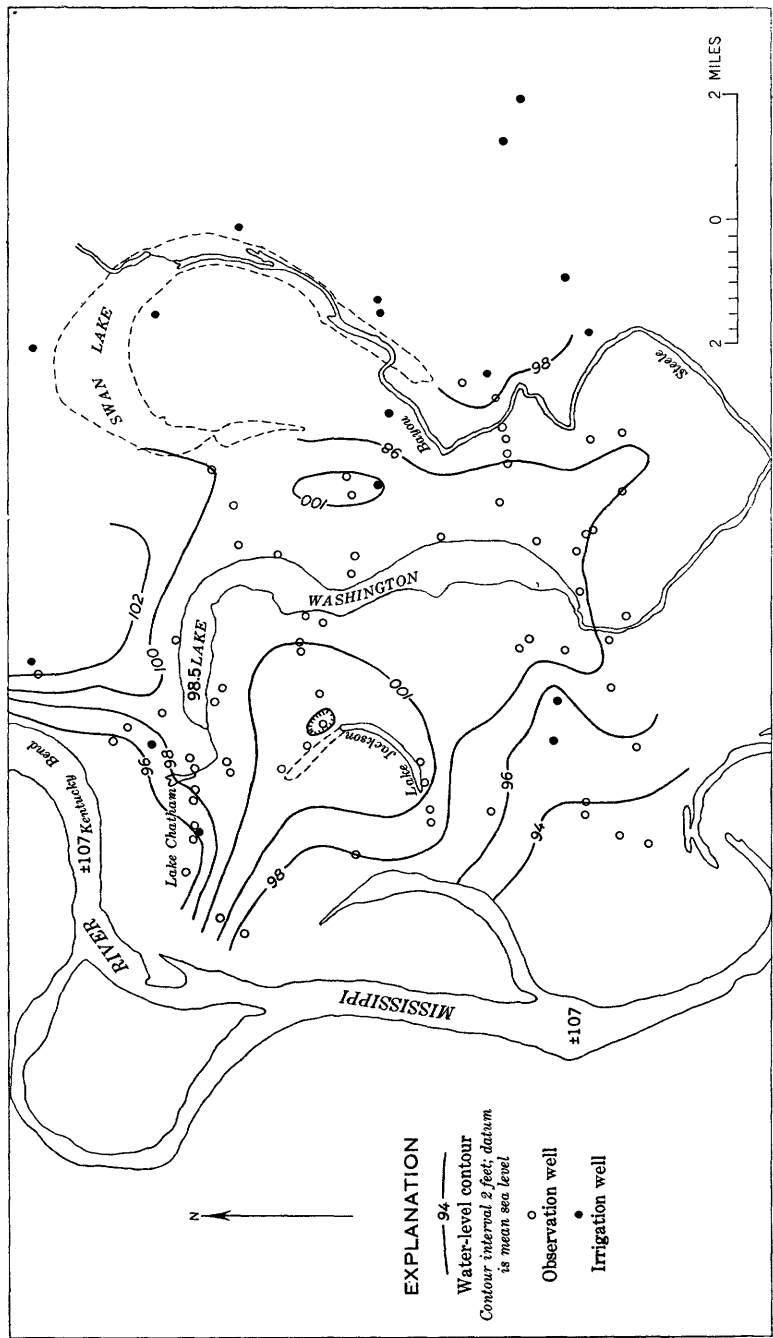 SWAN LAKE
102
100
Bend
±107 Kentucky
96
98
Lake Chatham
98.5 LAKE
WASHINGTON
100
98
98
Bayou
Steele
100
Jackson
Lake
98
96
94
RIVER
MISSISSIPPI
±107
N
2 0 2 MILES
EXPLANATION
94
Water-level contour
Contour interval 2 feet; datum
is mean sea level
Observation well
Irrigation well